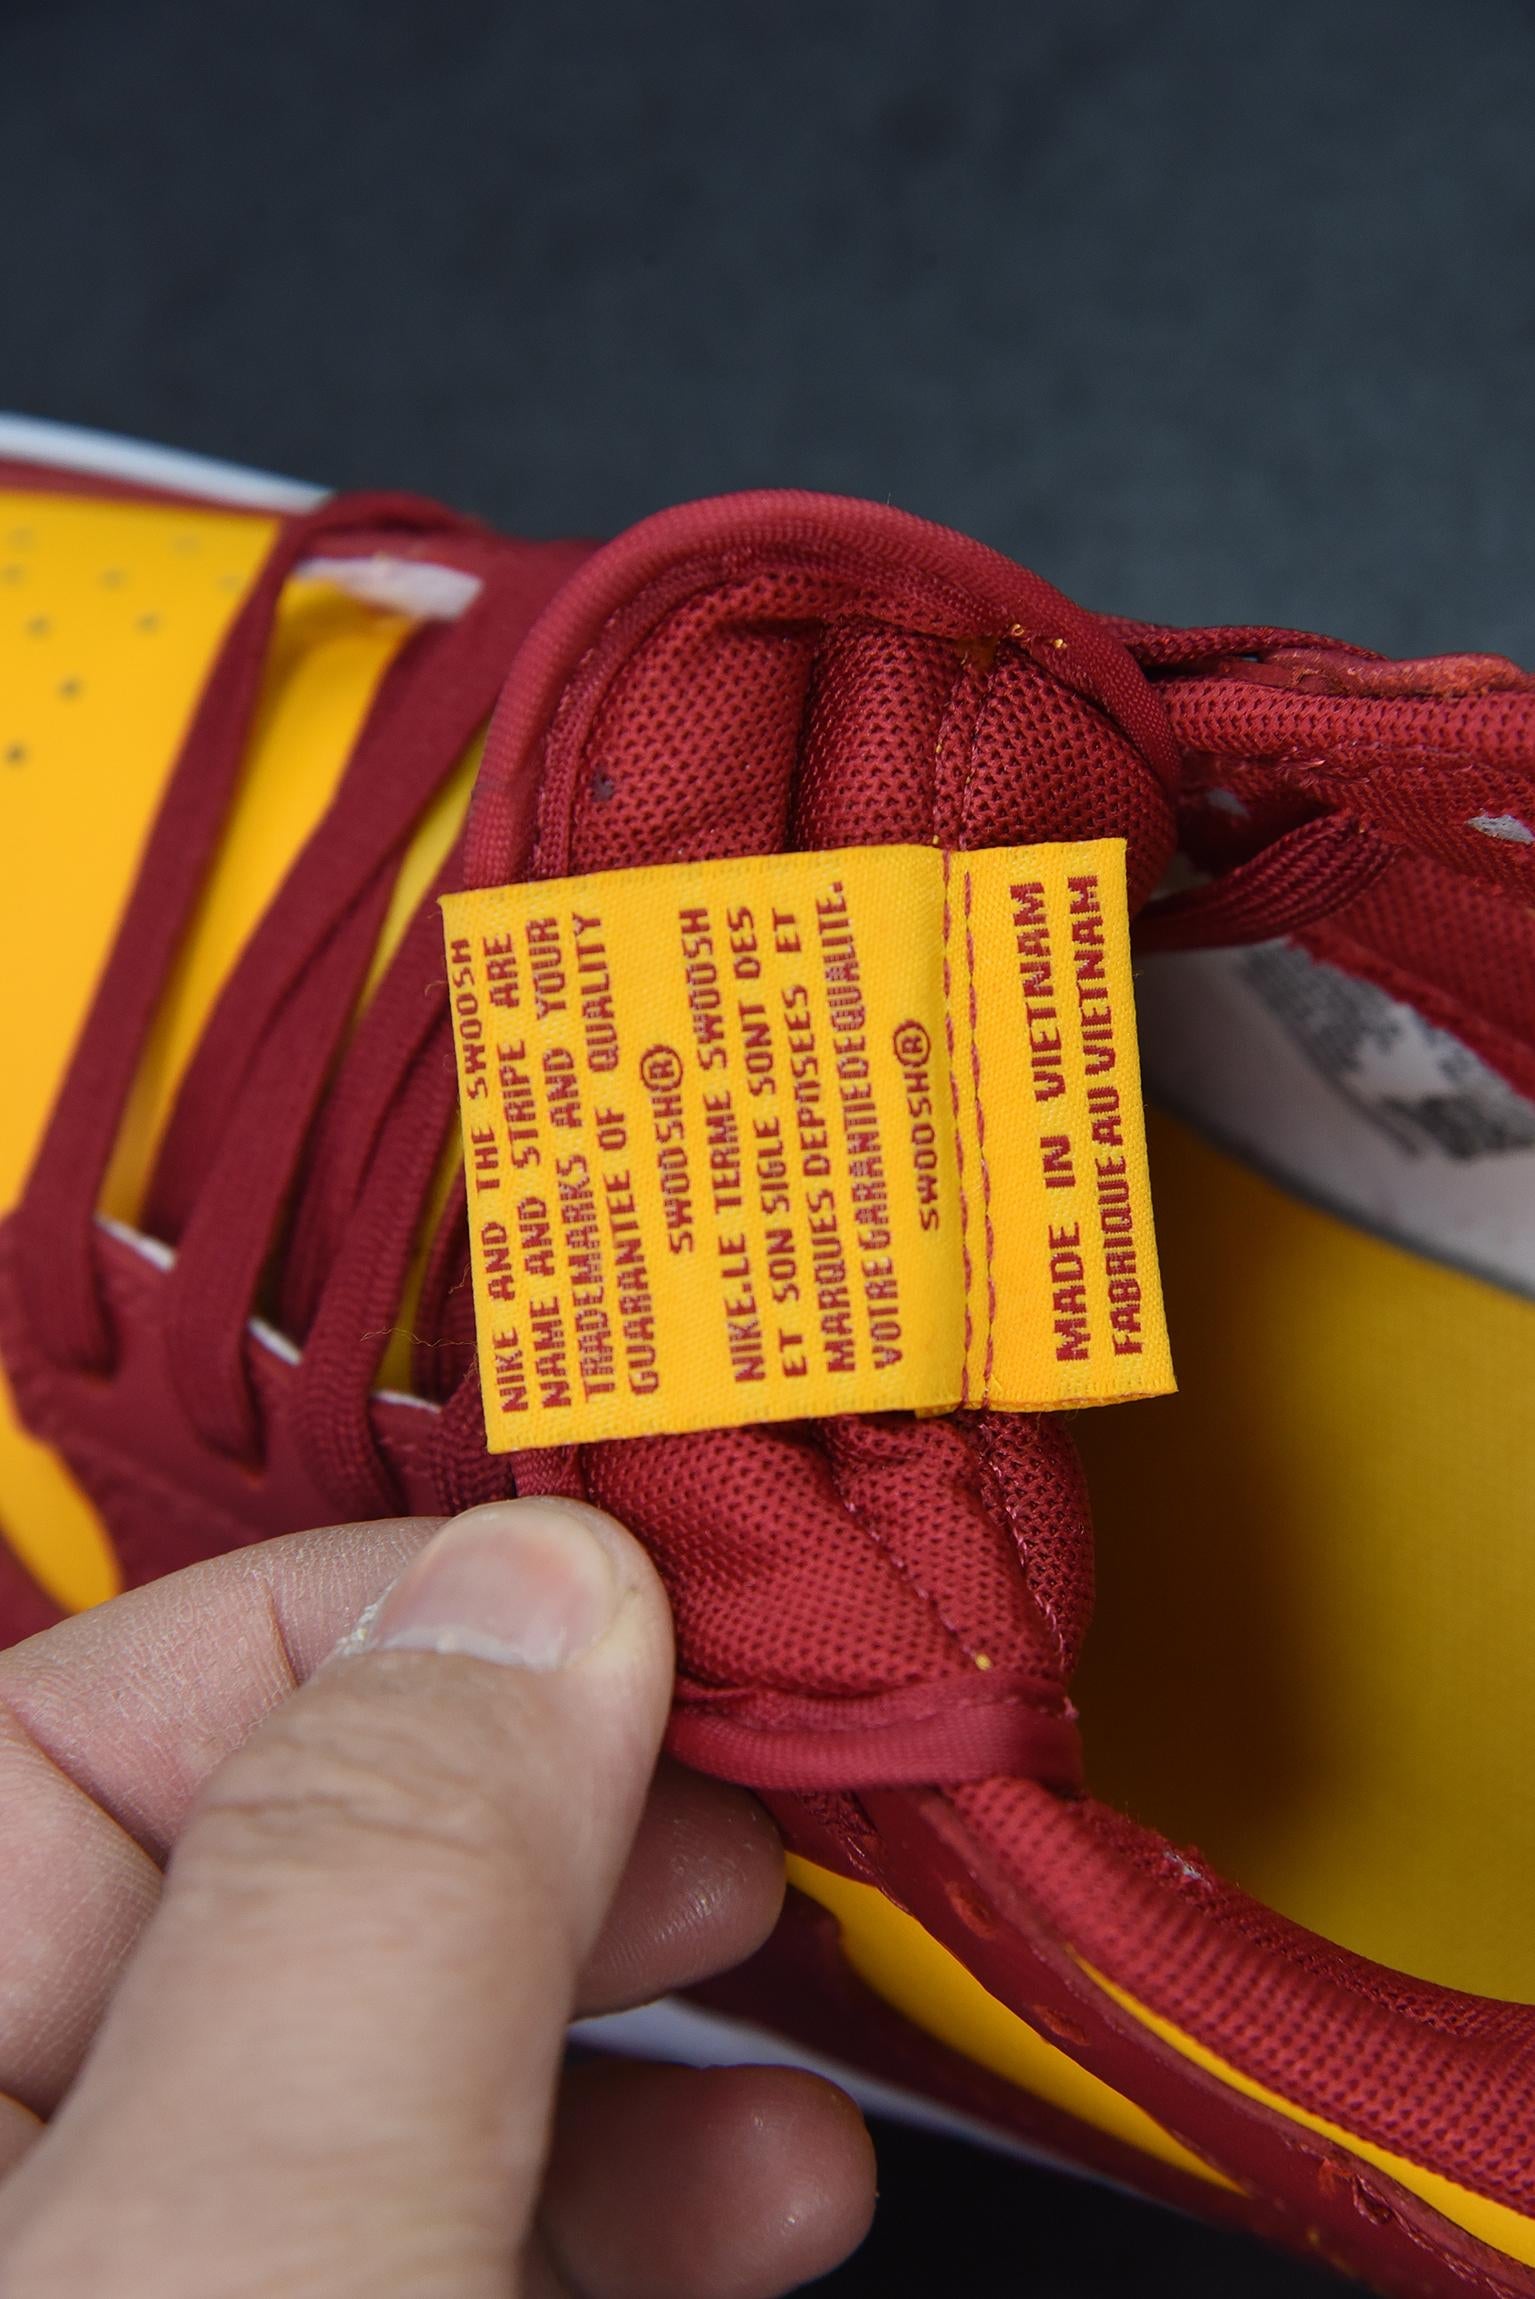 NIKE AND THE SWOOSH
NAME AND STRIPE ARE
TRADEMARKS AND YOUR
GUARANTEE OF QUALITY
SWOOSH®
NIKE.LE TERME SWOOSH
ET SON SIGLE SONT DES
MARQUES DEPOSEES ET
VOTRE GARANTIE DE QUALITE.
SWOOSH®
MADE IN VIETNAM
FABRIQUE AU VIETNAM